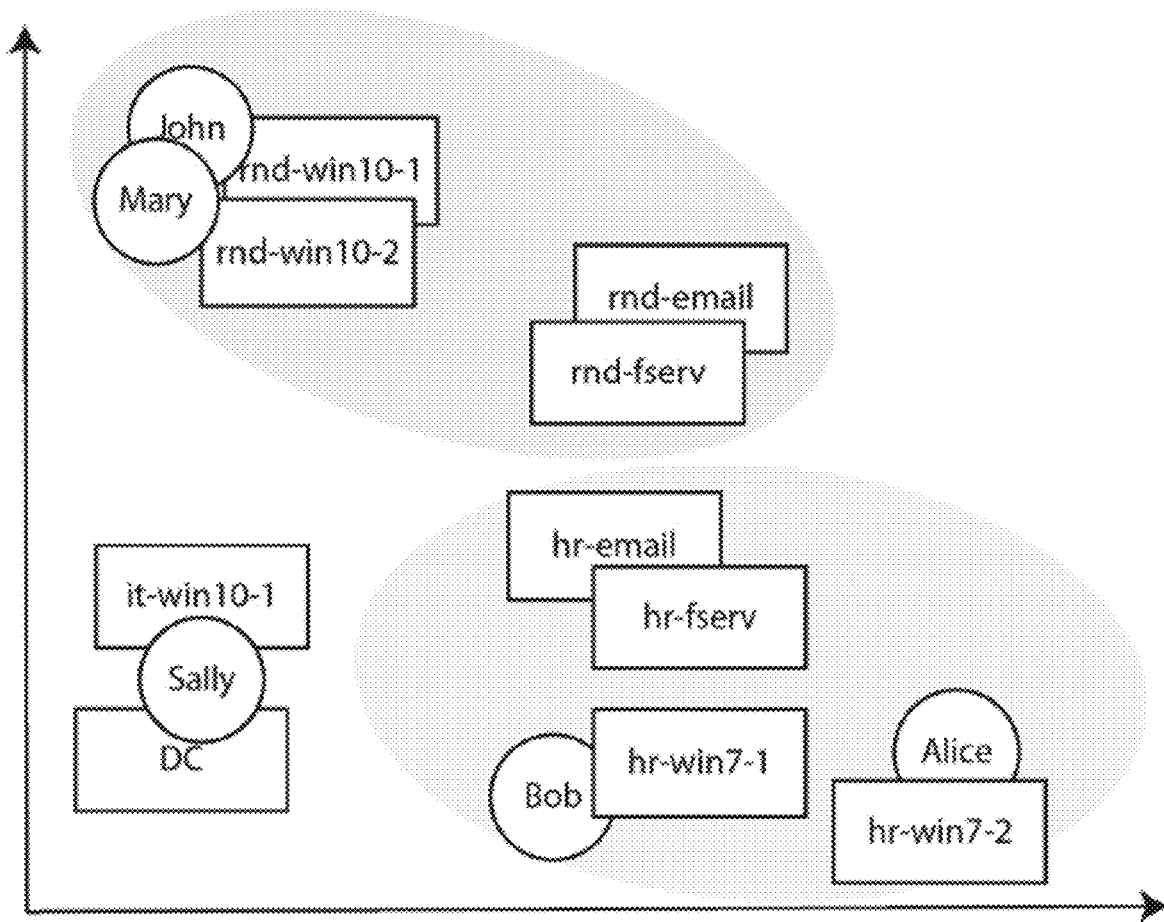 John
rnd-win10-1
Mary
rnd-win10-2
rnd-email
rnd-fserv
hr-email
it-win10-1
hr-fserv
Sally
DC
hr-win7-1
Alice
Bob
hr-win7-2